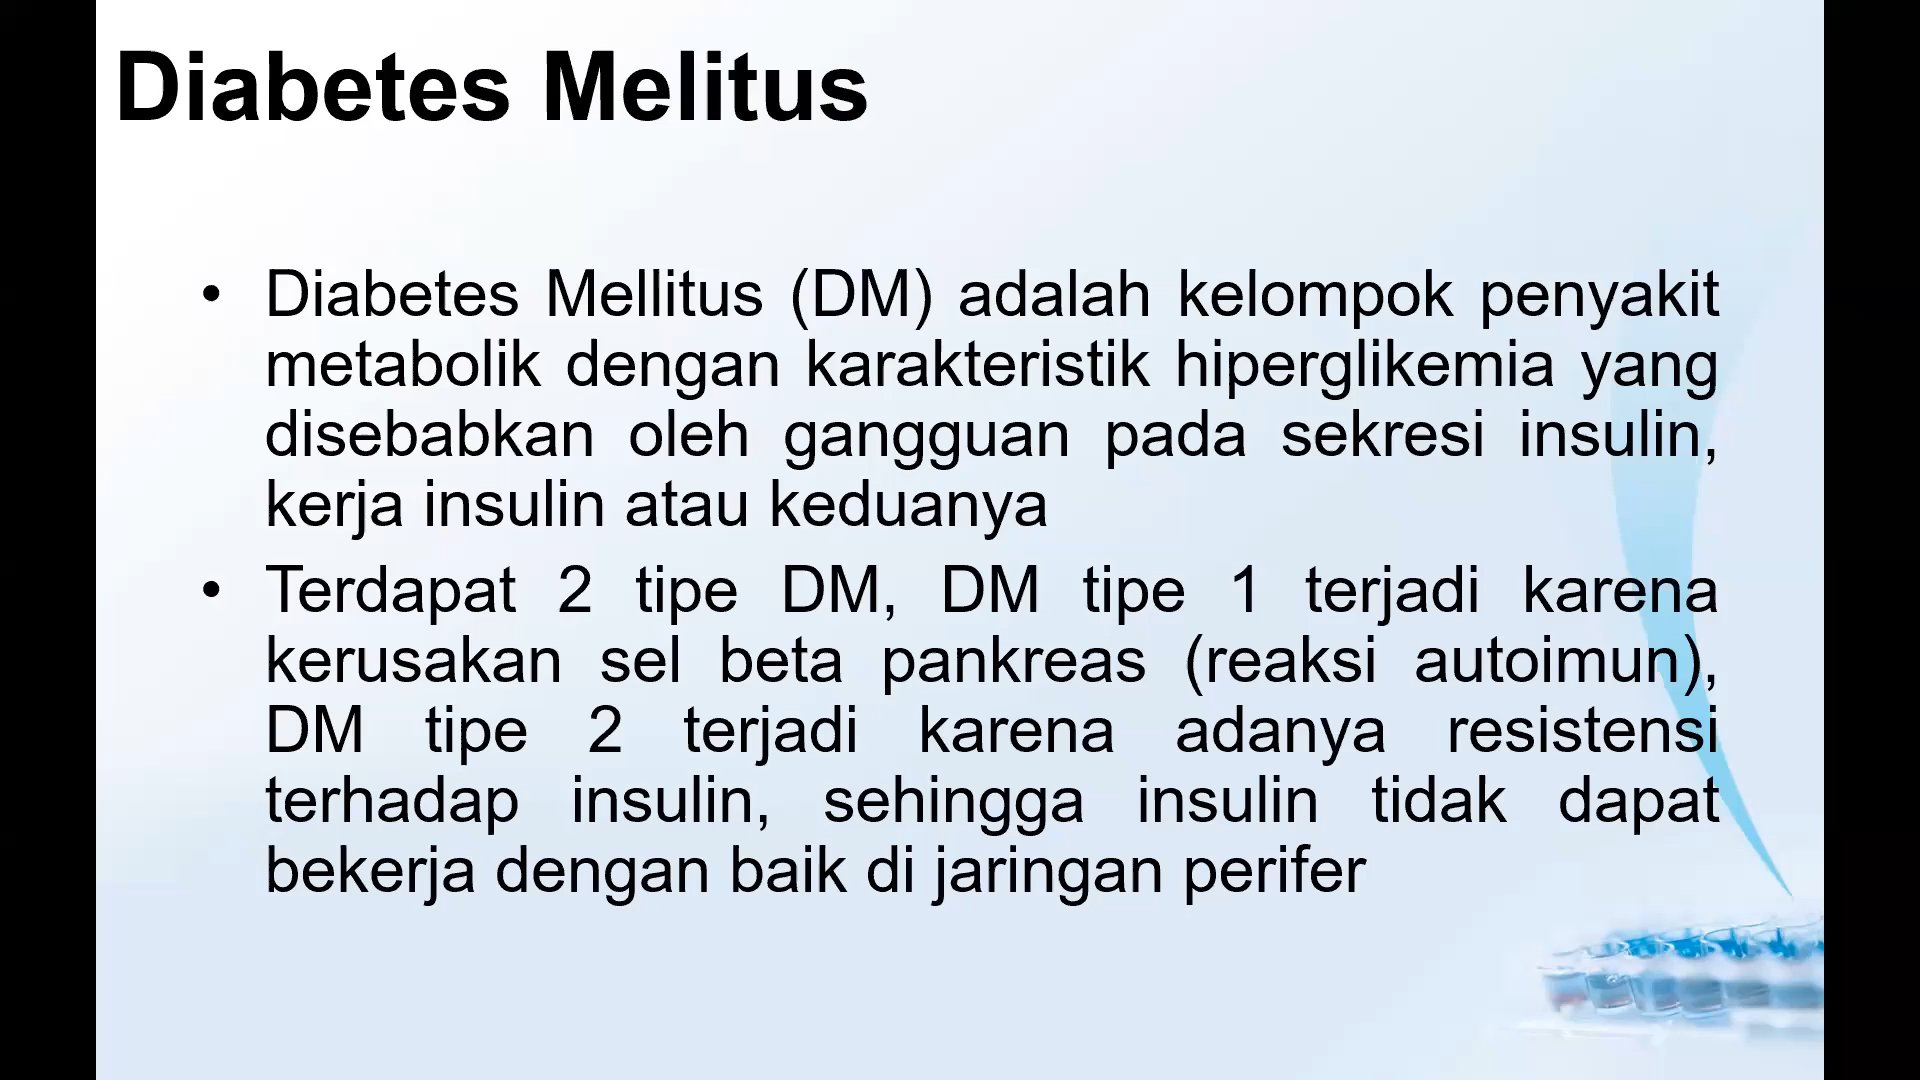 Diabetes Melitus
• Diabetes Mellitus (DM) adalah kelompok penyakit
metabolik dengan karakteristik hiperglikemia yang
disebabkan oleh gangguan pada sekresi insulin,
kerja insulin atau keduanya
• Terdapat 2 tipe DM, DM tipe 1 terjadi karena
kerusakan sel beta pankreas (reaksi autoimun),
DM tipe 2 terjadi karena adanya resistensi
terhadap insulin, sehingga insulin tidak dapat
bekerja dengan baik di jaringan perifer